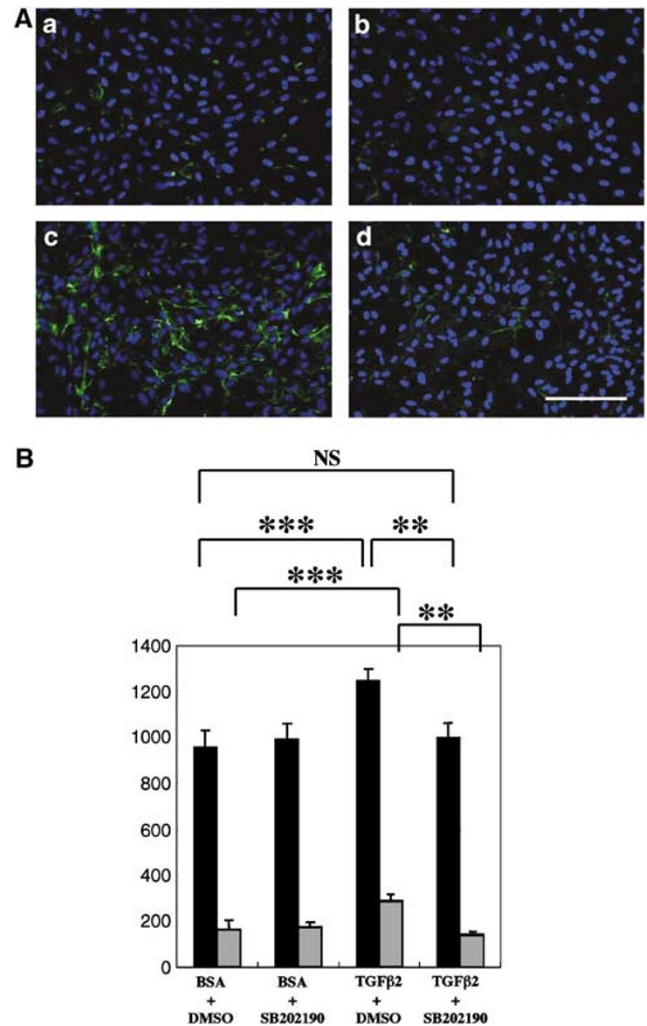 A
a
b
c
d
B
NS
*** **
***
**
1400
1200
1000
800
600
400
200
0
BSA
+
DMSO
BSA
+
SB202190
TGFβ2
+
DMSO
TGFβ2
+
SB202190